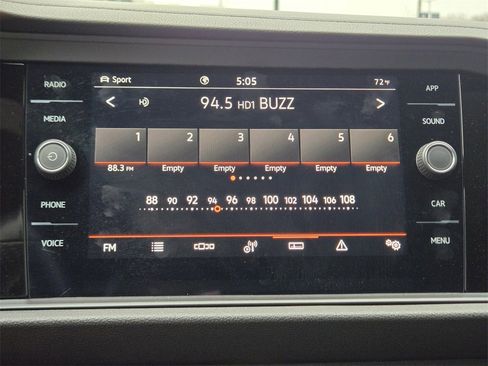 Sport 5:05 72°F
RADIO APP
94.5 HD1 BUZZ
MEDIA SOUND
1 2 3 4 5 6
88.3 FM Empty Empty Empty Empty Empty
88 90 92 94 96 98 100 102 104 106 108
PHONE CAR
VOICE MENU
FM